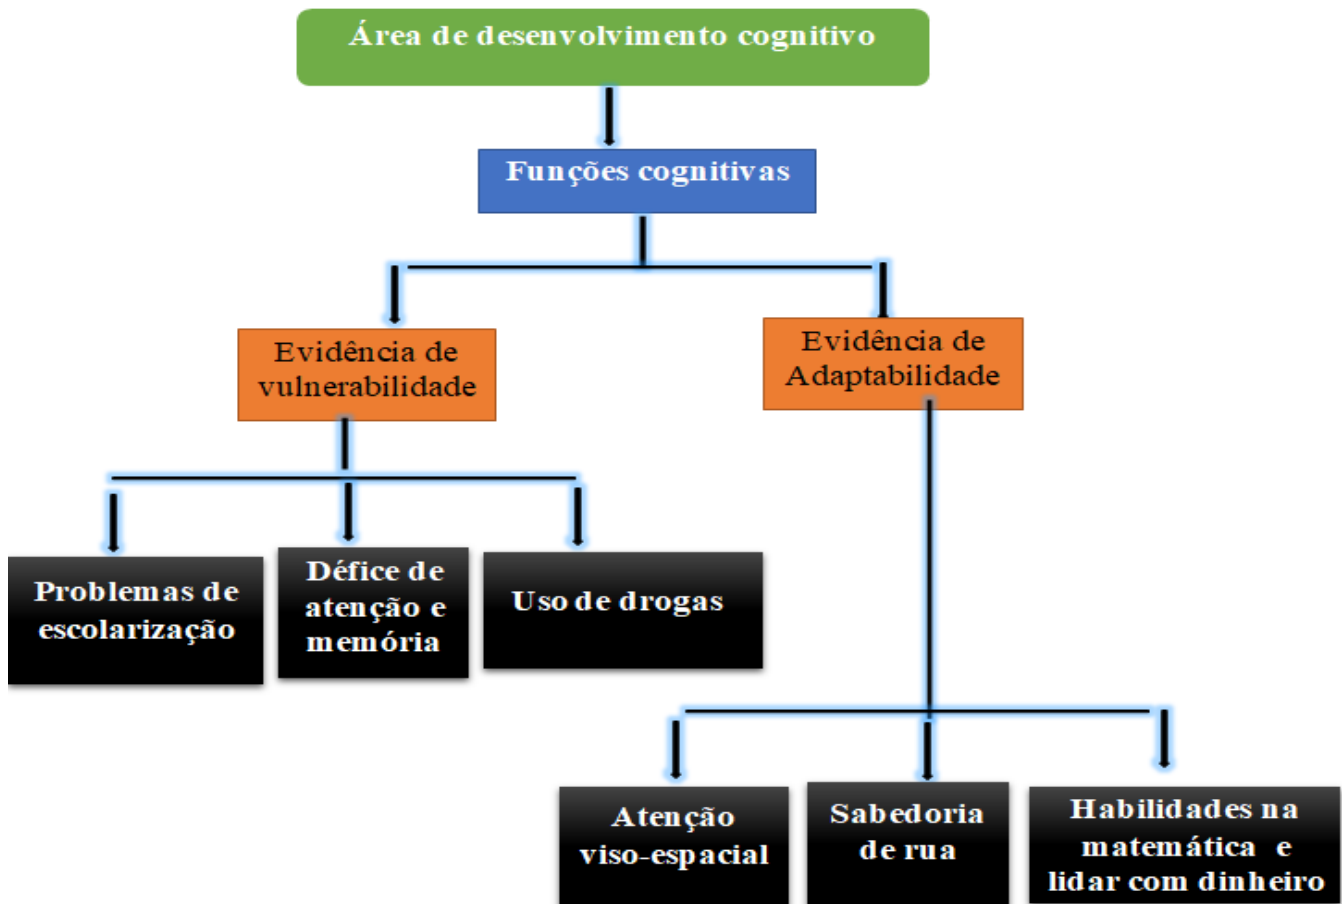 Área de desenvolvimento cognitivo
Funções cognitivas
Evidência de
vulnerabilidade
Evidência de
Adaptabilidade
Problemas de
escolarização
Défice de
atenção e
memória
Uso de drogas
Atenção
viso-espacial
Sabedoria
de rua
Habilidades na
matemática e
lidar com dinheiro